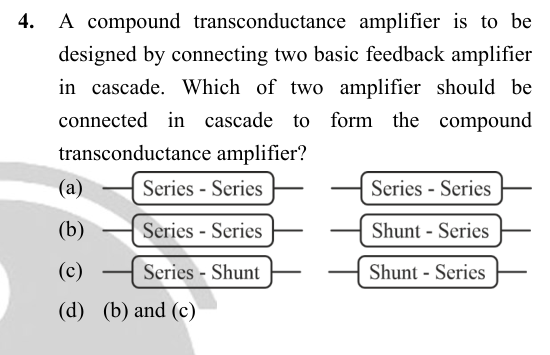 4. A compound transconductance amplifier is to be
designed by connecting two basic feedback amplifier
in cascade. Which of two amplifier should be
connected in cascade to form the compound
transconductance amplifier?
(a) Series - Series Series - Series
(b) Series - Series Shunt - Series
(c) Series - Shunt Shunt - Series
(d) (b) and (c)